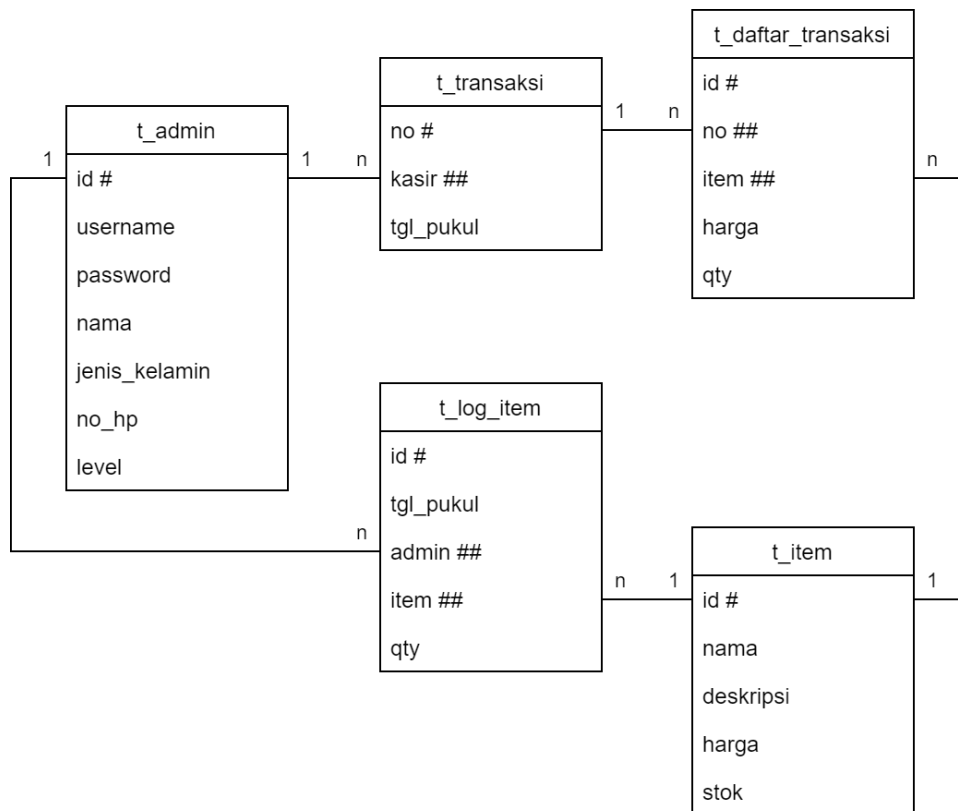 t_admin
id #
username
password
nama
jenis_kelamin
no_hp
level
1
1
n
t_transaksi
no #
kasir ##
tgl_pukul
1
n
t_daftar_transaksi
id #
no ##
item ##
harga
qty
n
t_log_item
id #
tgl_pukul
admin ##
item ##
qty
n
n
1
t_item
id #
nama
deskripsi
harga
stok
1